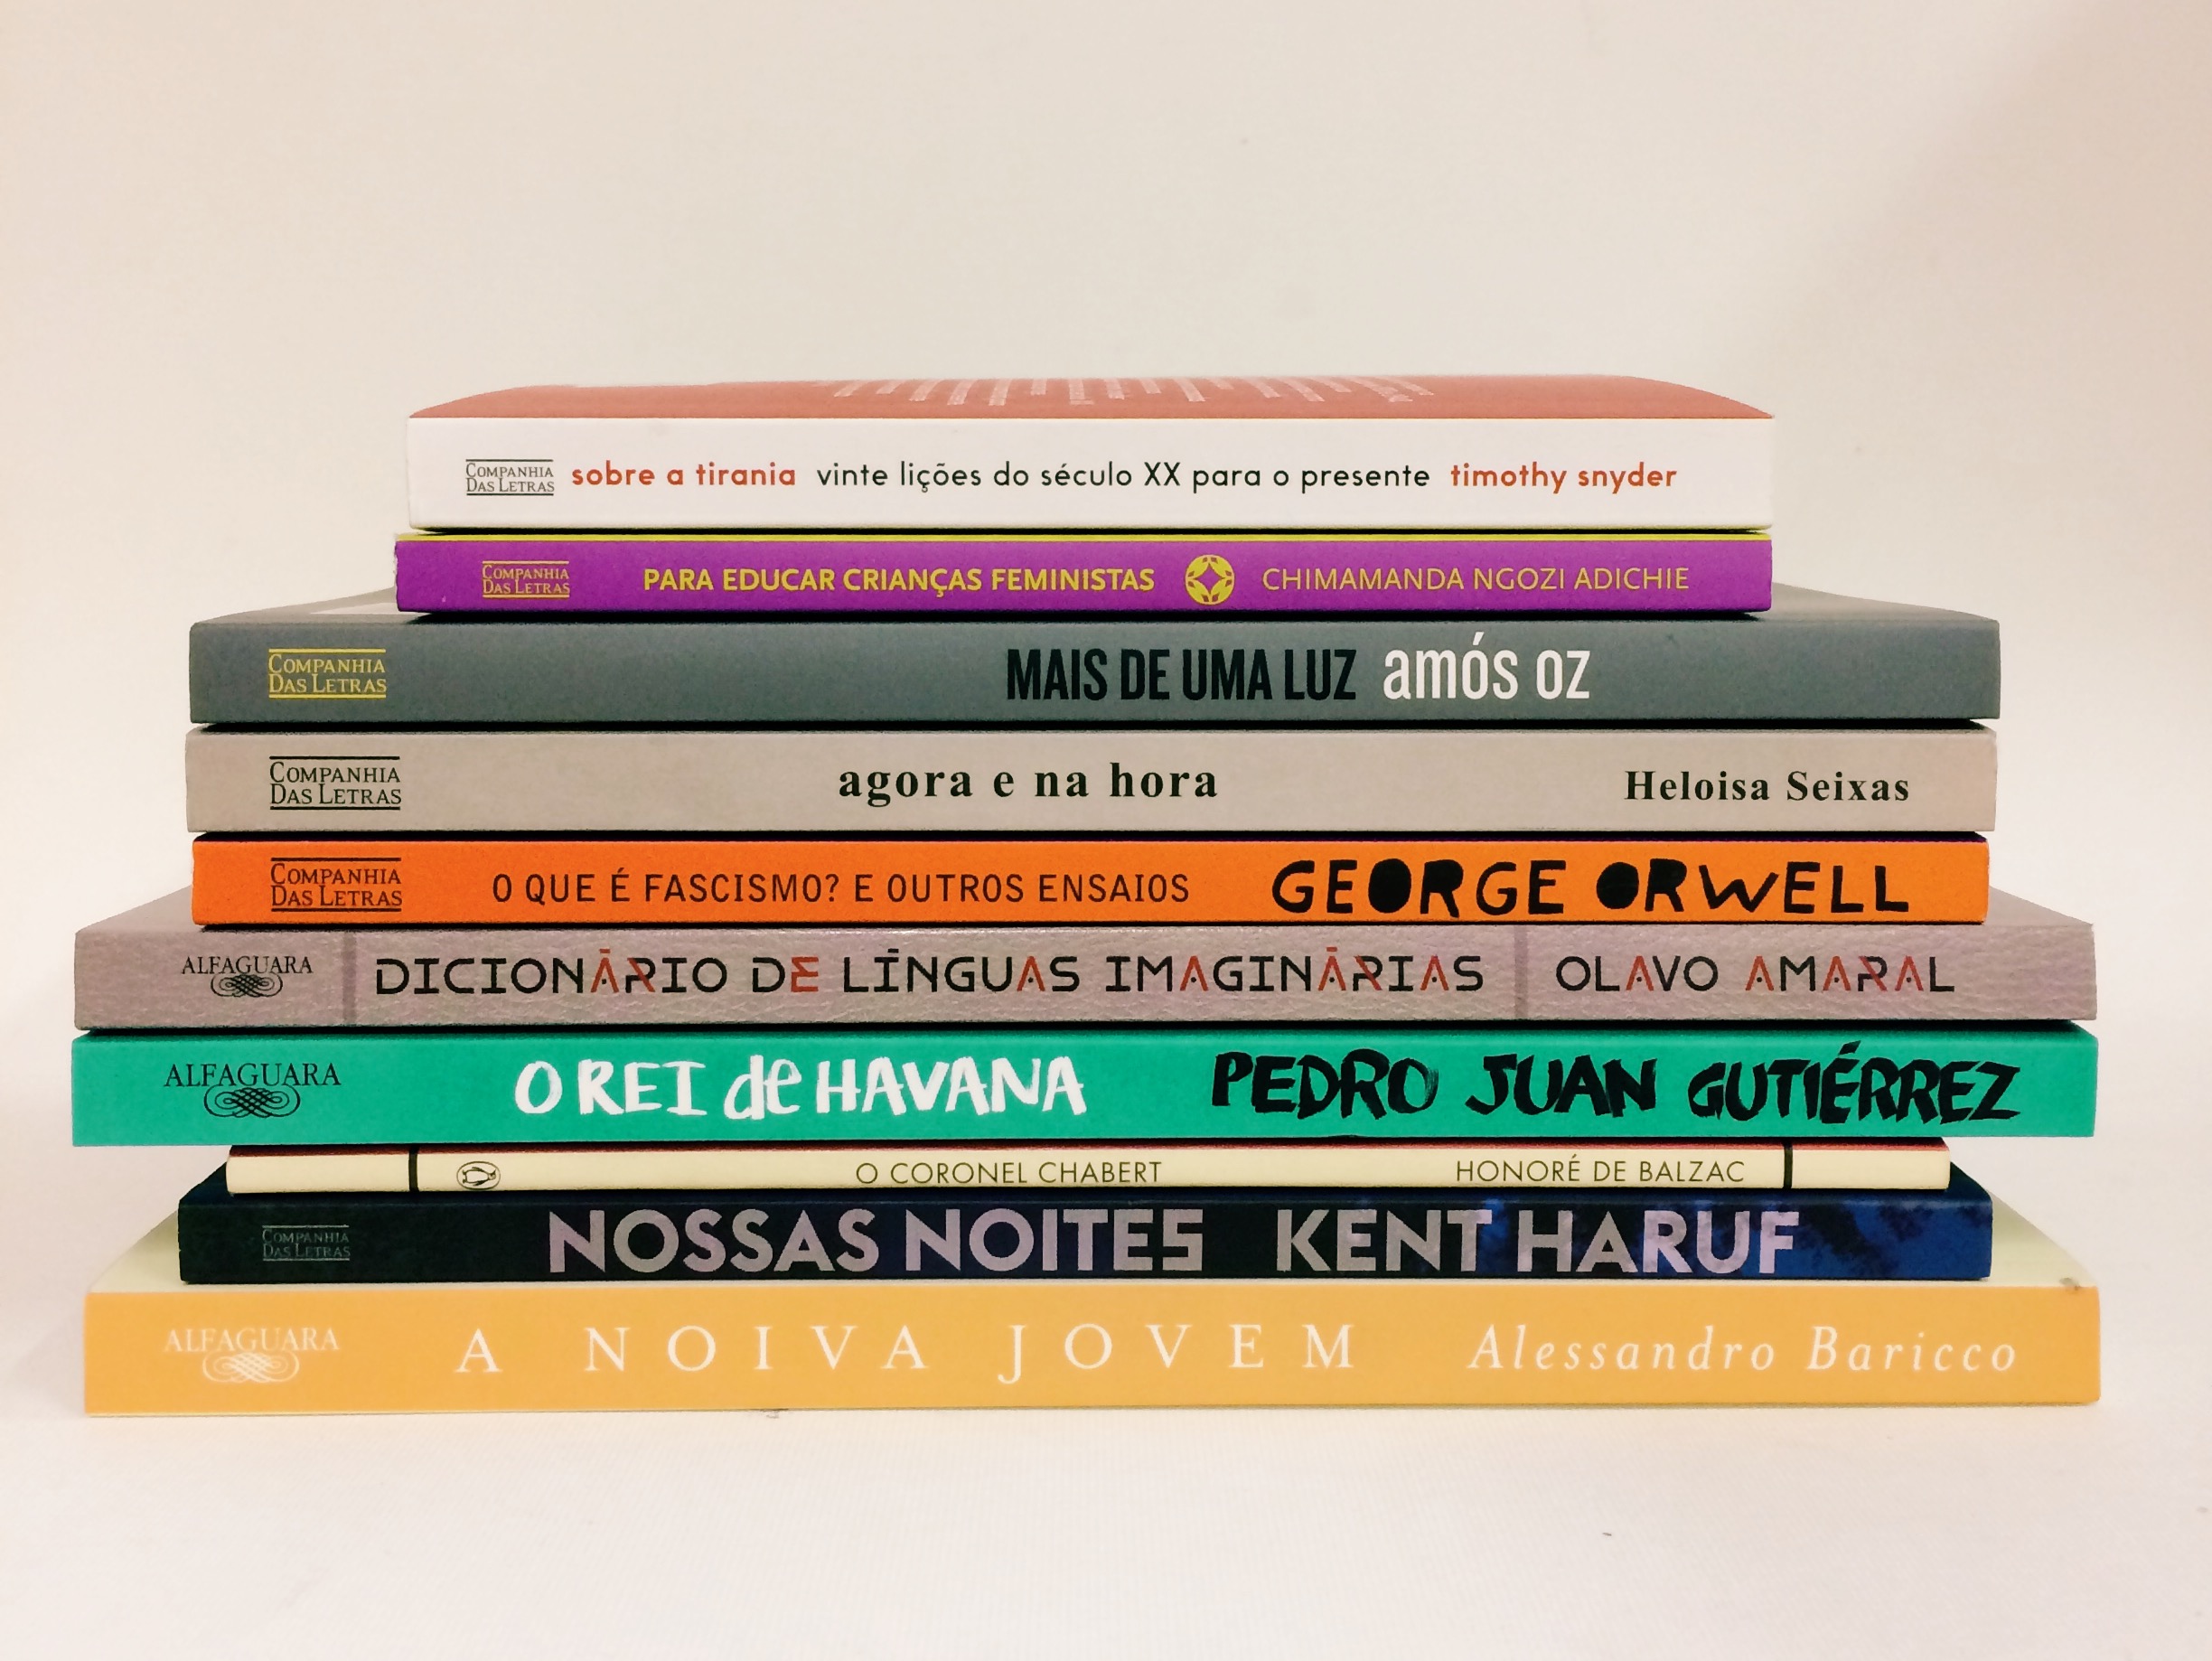 COMPANHIA DAS LETRAS sobre a tirania vinte lições do século XX para o presente timothy snyder
COMPANHIA DAS LETRAS PARA EDUCAR CRIANÇAS FEMINISTAS CHIMAMANDA NGOZI ADICHIE
COMPANHIA DAS LETRAS MAIS DE UMA LUZ amós oz
COMPANHIA DAS LETRAS agora e na hora Heloisa Seixas
COMPANHIA DAS LETRAS O QUE É FASCISMO? E OUTROS ENSAIOS GEORGE ORWELL
ALFAGUARA DICIONÁRIO DE LÍNGUAS IMAGINÁRIAS OLAVO AMARAL
ALFAGUARA O REI de HAVANA PEDRO JUAN GUTIÉRREZ
O CORONEL CHABERT HONORÉ DE BALZAC
COMPANHIA DAS LETRAS NOSSAS NOITES KENT HARUF
ALFAGUARA A NOIVA JOVEM Alessandro Baricco